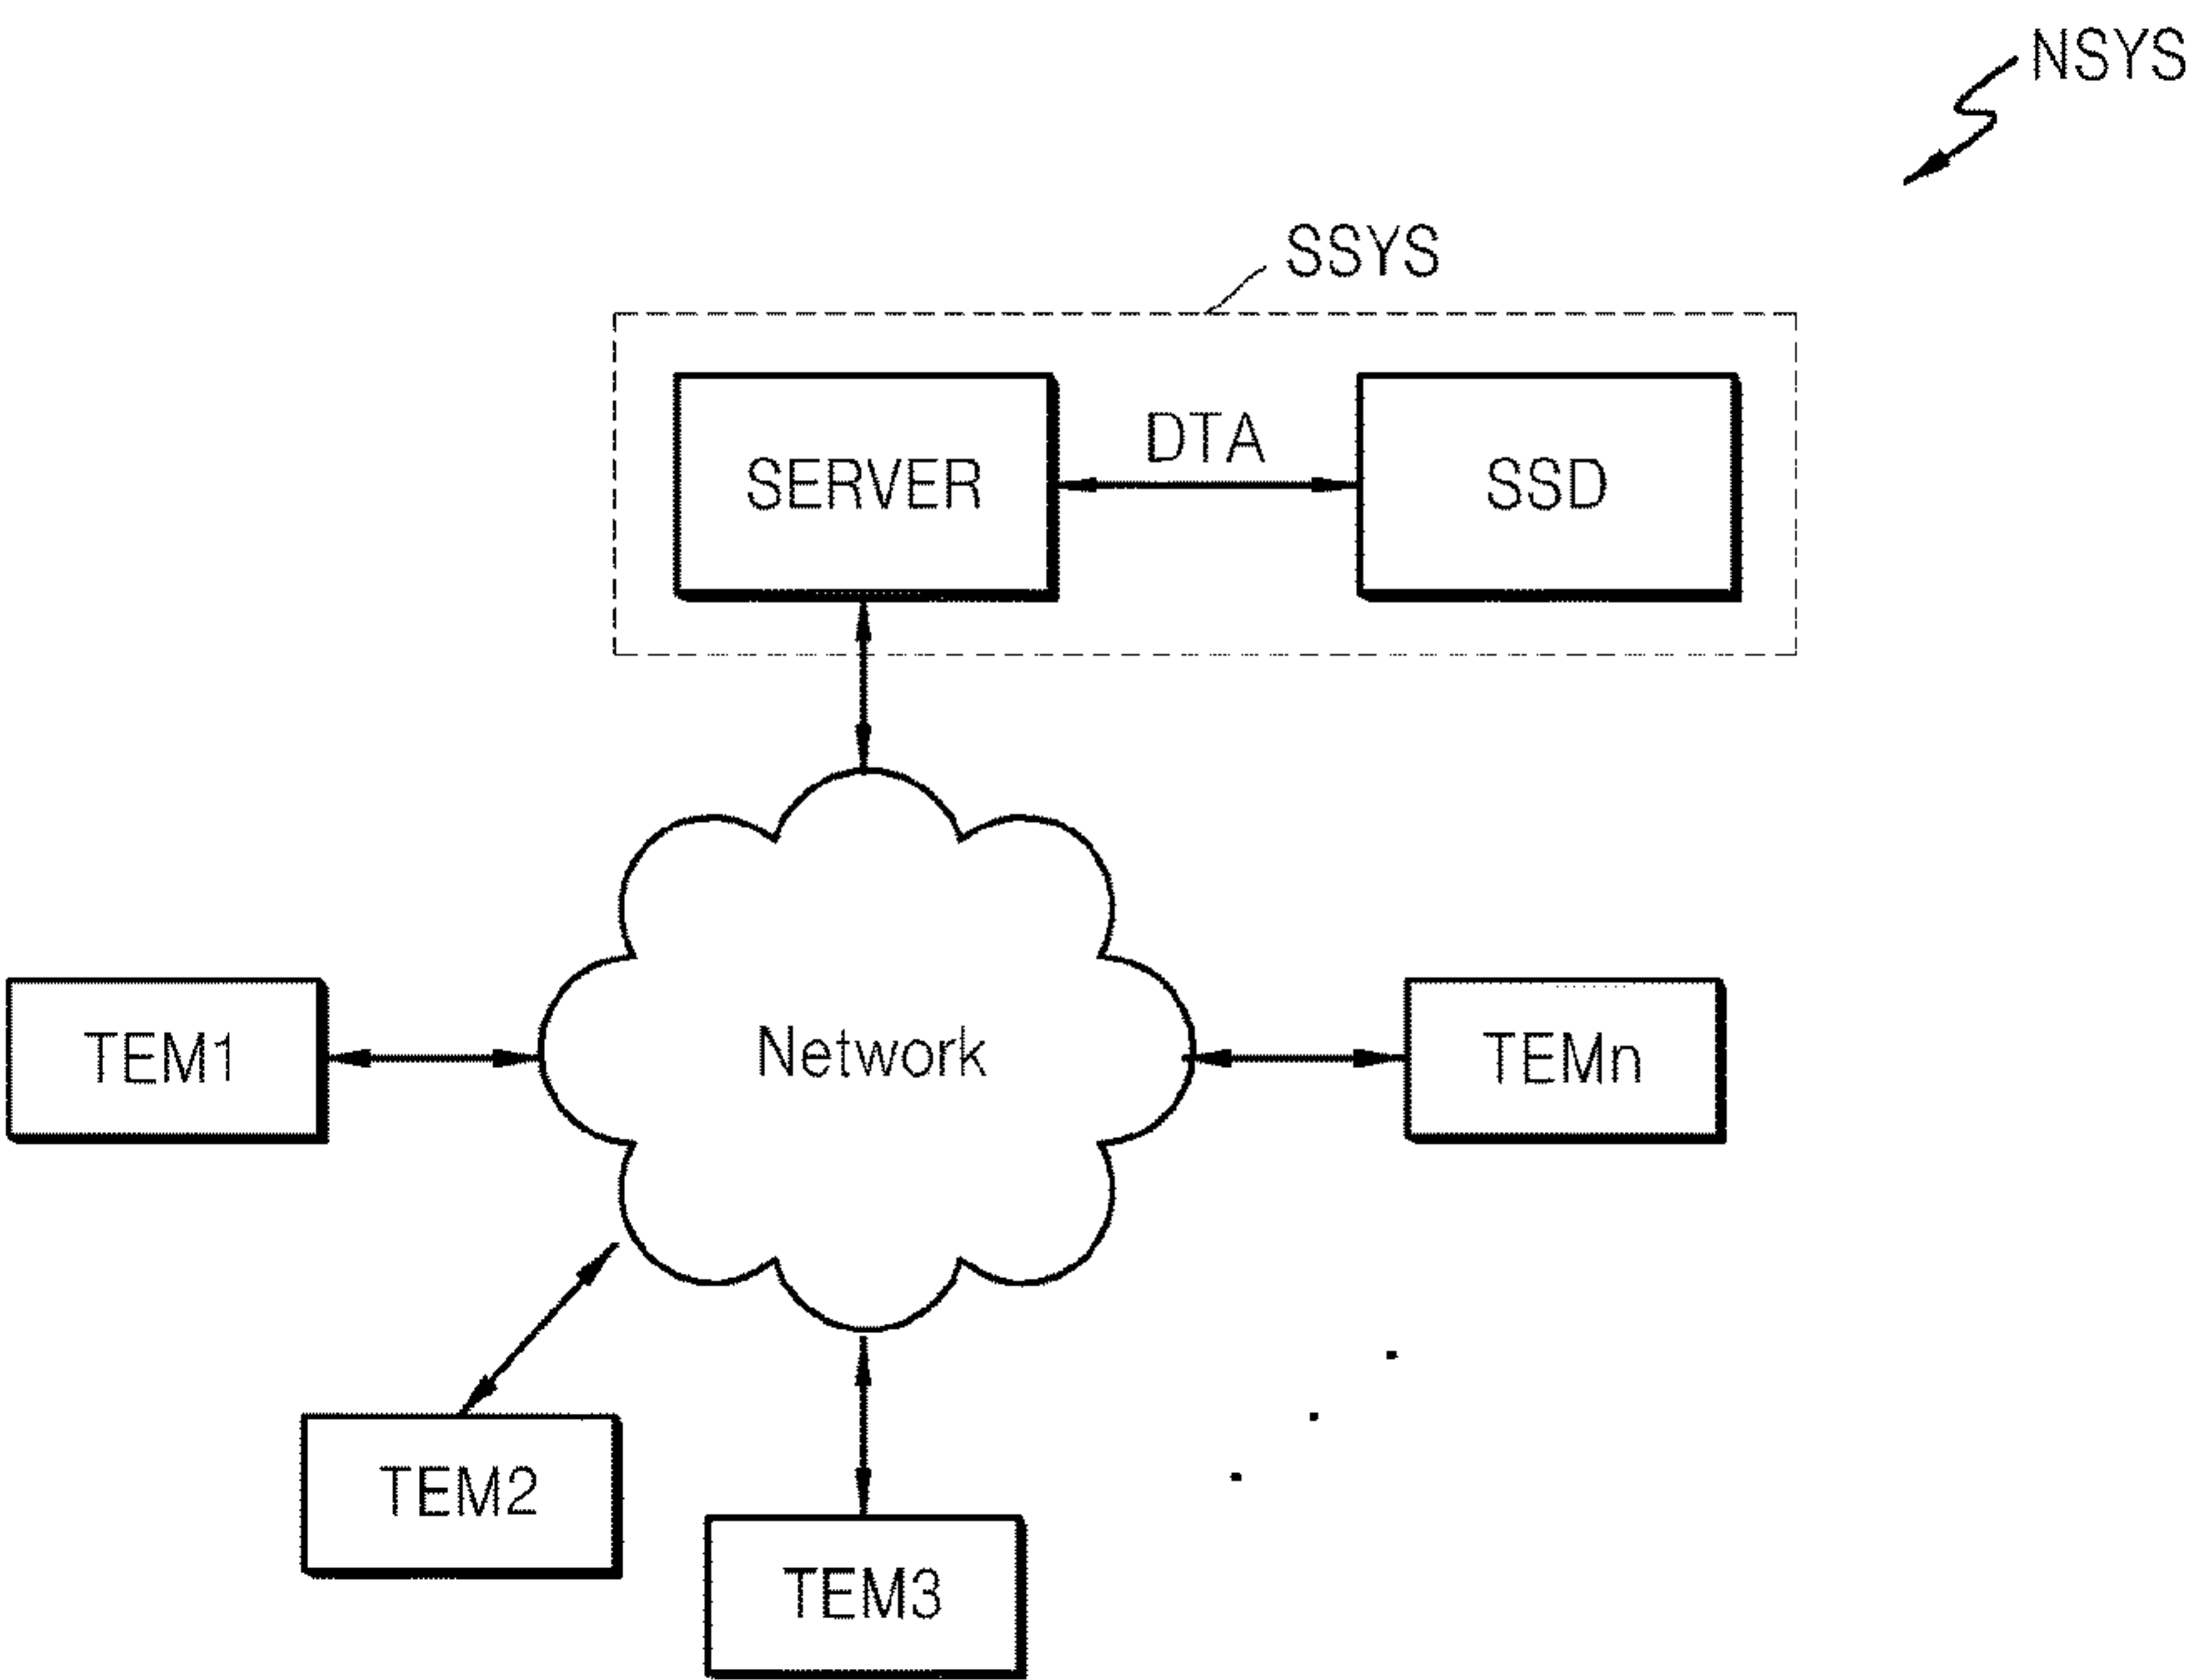 NSYS
SSYS
SERVER
DTA
SSD
Network
TEM1
TEMn
TEM2
TEM3